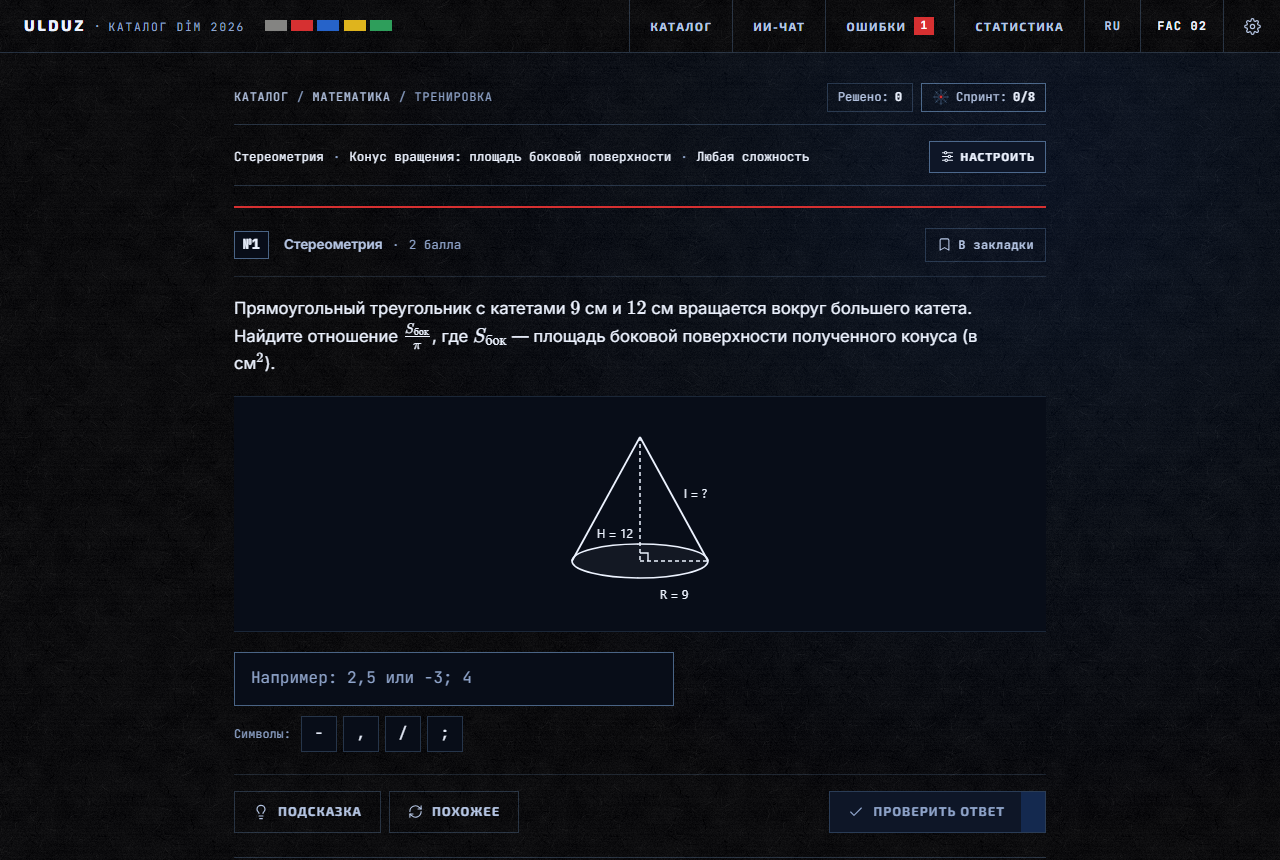 ULDUZ · КАТАЛОГ DİM 2026
КАТАЛОГ
ИИ-ЧАТ
ОШИБКИ 1
СТАТИСТИКА
RU
FAC 02
КАТАЛОГ / МАТЕМАТИКА / ТРЕНИРОВКА
Решено: 0
Спринт: 0/8
Стереометрия · Конус вращения: площадь боковой поверхности · Любая сложность
НАСТРОИТЬ
№1 Стереометрия · 2 балла
В закладки
Прямоугольный треугольник с катетами 9 см и 12 см вращается вокруг большего катета.
Найдите отношение S_бок/π, где S_бок — площадь боковой поверхности полученного конуса (в
см²).
l = ?
H = 12
R = 9
Например: 2,5 или -3; 4
Символы: - , / ;
ПОДСКАЗКА
ПОХОЖЕЕ
ПРОВЕРИТЬ ОТВЕТ